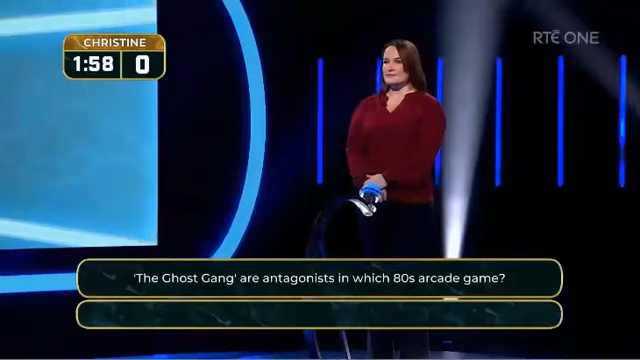 CHRISTINE
1:58 0
RTÉ ONE
'The Ghost Gang' are antagonists in which 80s arcade game?